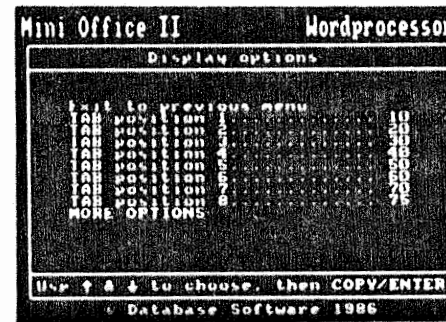 Mini Office II Wordprocessor
Display options
Exit to previous menu
TAB position 1.................. 10
TAB position 2.................. 20
TAB position 3.................. 30
TAB position 4.................. 40
TAB position 5.................. 50
TAB position 6.................. 60
TAB position 7.................. 70
TAB position 8.................. 75
MORE OPTIONS
Use ↑ & ↓ to choose, then COPY/ENTER
© Database Software 1986